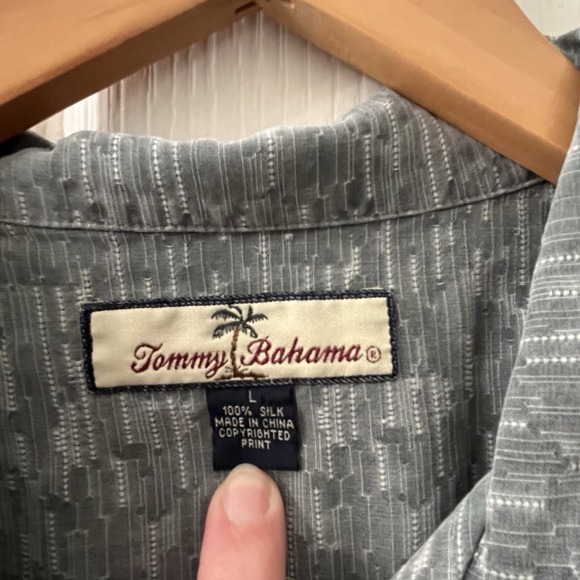 Tommy Bahama®
L
100% SILK
MADE IN CHINA
COPYRIGHTED
PRINT